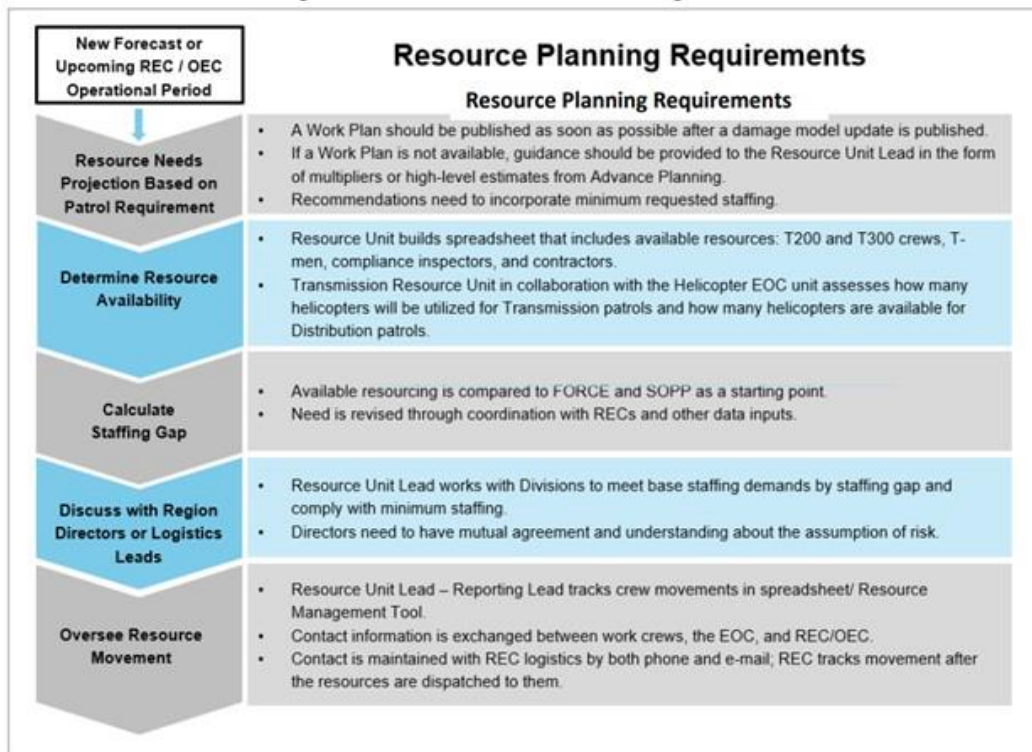 New Forecast or
Upcoming REC / OEC
Operational Period
Resource Planning Requirements
Resource Planning Requirements
Resource Needs
Projection Based on
Patrol Requirement
• A Work Plan should be published as soon as possible after a damage model update is published.
• If a Work Plan is not available, guidance should be provided to the Resource Unit Lead in the form
of multipliers or high-level estimates from Advance Planning.
• Recommendations need to incorporate minimum requested staffing.
Determine Resource
Availability
• Resource Unit builds spreadsheet that includes available resources: T200 and T300 crews, T-
men, compliance inspectors, and contractors.
• Transmission Resource Unit in collaboration with the Helicopter EOC unit assesses how many
helicopters will be utilized for Transmission patrols and how many helicopters are available for
Distribution patrols.
Calculate
Staffing Gap
• Available resourcing is compared to FORCE and SOPP as a starting point.
• Need is revised through coordination with RECs and other data inputs.
Discuss with Region
Directors or Logistics
Leads
• Resource Unit Lead works with Divisions to meet base staffing demands by staffing gap and
comply with minimum staffing.
• Directors need to have mutual agreement and understanding about the assumption of risk.
Oversee Resource
Movement
• Resource Unit Lead – Reporting Lead tracks crew movements in spreadsheet/ Resource
Management Tool.
• Contact information is exchanged between work crews, the EOC, and REC/OEC.
• Contact is maintained with REC logistics by both phone and e-mail; REC tracks movement after
the resources are dispatched to them.